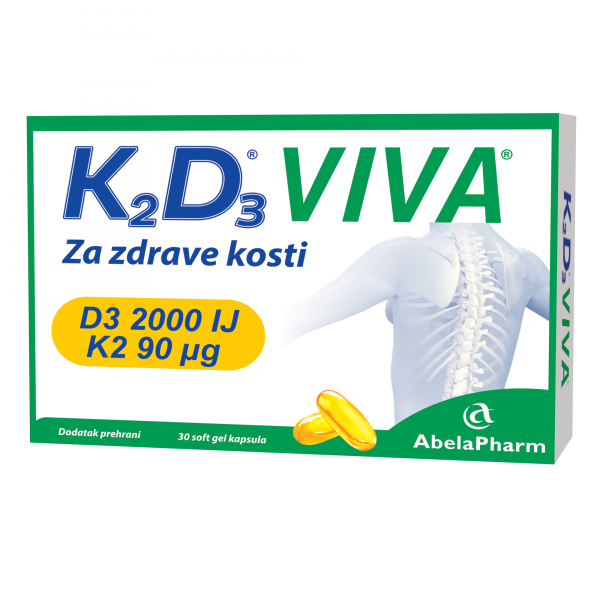 K₂D₃® VIVA®
Za zdrave kosti
D3 2000 IJ
K2 90 µg
Dodatak prehrani
30 soft gel kapsula
a
AbelaPharm
K₂D₃ VIVA